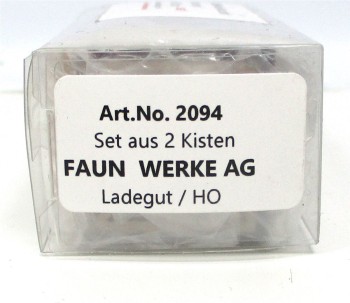 Art.No. 2094
Set aus 2 Kisten
FAUN WERKE AG
Ladegut / HO